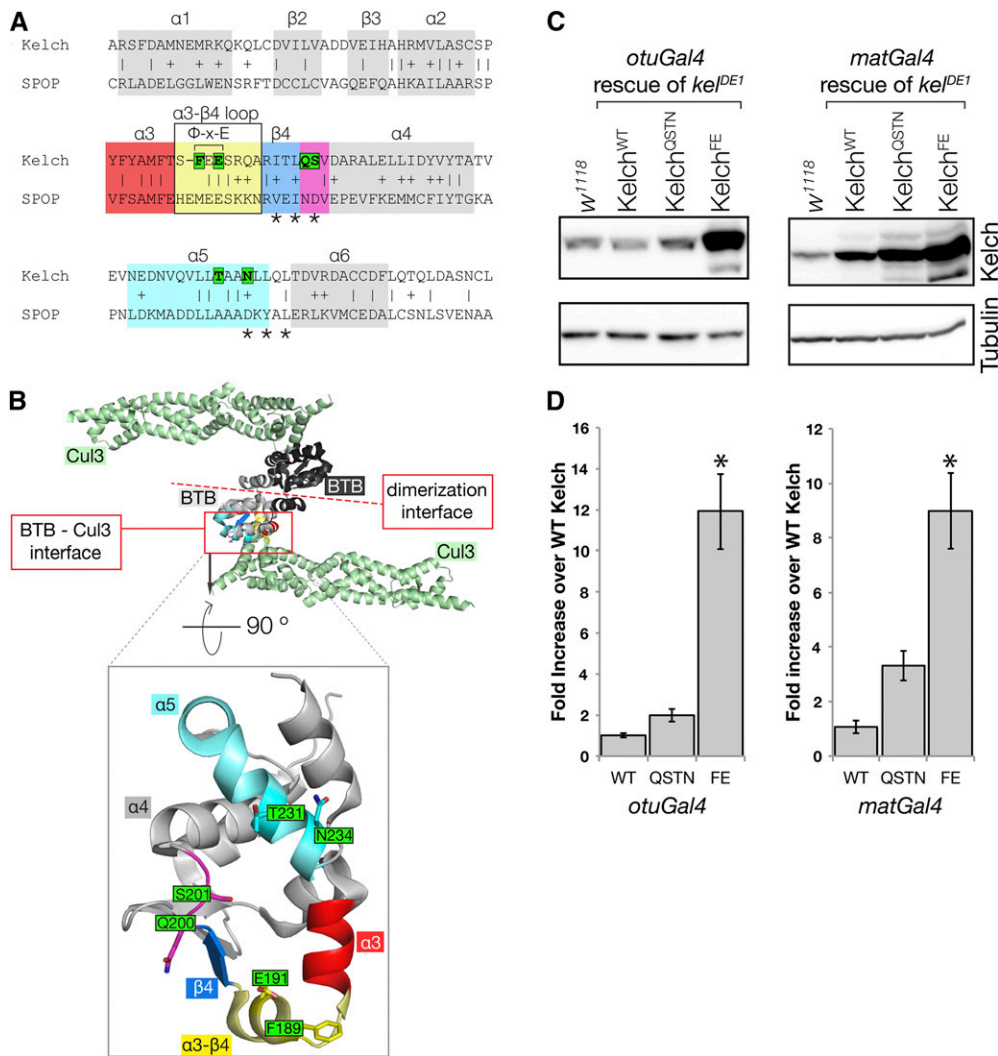 A
α1 β2 β3 α2
Kelch ARSFDAMNEMRKQKQLCDVILVADDVEIHAHRMVLASCSP
SPOP CRLADELGGLWENSRFTDCCLCVAGQEFQAHKAILAARSP
α3-β4 loop
α3 Φ-x-E β4 α4
Kelch YFYAMFTS-FEESRQARITLQSVDARALELLIDYVYTATV
SPOP VFSAMFEHEMEESKKNRVEINDVEPEVFKEMMCFIYTGKA
* * *
α5 α6
Kelch EVNEDNVQVLLTAANLLQLTDVRDACCDFLQTQLDASNCL
SPOP PNLDKMADDLLAAADKYALERLKVMCEDALCSNLSVENAA
* * *
B
Cul3
BTB
BTB
dimerization interface
BTB - Cul3 interface
Cul3
90 º
α5
α4
T231
N234
S201
Q200
α3
β4
E191
F189
α3-β4
C
otuGal4 rescue of kel^DE1
matGal4 rescue of kel^DE1
w^1118 Kelch^WT Kelch^QSTN Kelch^FE
w^1118 Kelch^WT Kelch^QSTN Kelch^FE
Kelch
Tubulin
D
Fold Increase over WT Kelch
16
14
12
10
8
6
4
2
0
*
WT QSTN FE
otuGal4
Fold increase over WT Kelch
12
10
8
6
4
2
0
*
WT QSTN FE
matGal4